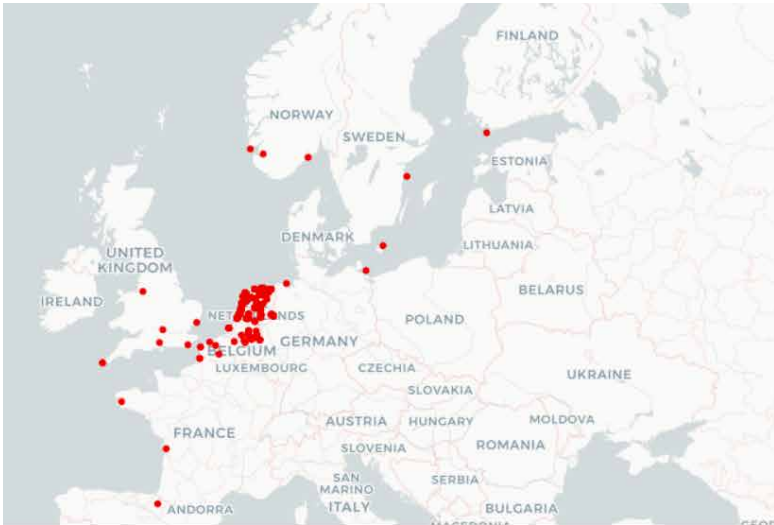 FINLAND
NORWAY
SWEDEN
ESTONIA
LATVIA
DENMARK
LITHUANIA
UNITED
KINGDOM
IRELAND
BELARUS
NETHERLANDS
POLAND
GERMANY
BELGIUM
LUXEMBOURG
CZECHIA
UKRAINE
SLOVAKIA
AUSTRIA
HUNGARY
MOLDOVA
FRANCE
ROMANIA
SLOVENIA
SAN
MARINO
SERBIA
ANDORRA
ITALY
BULGARIA